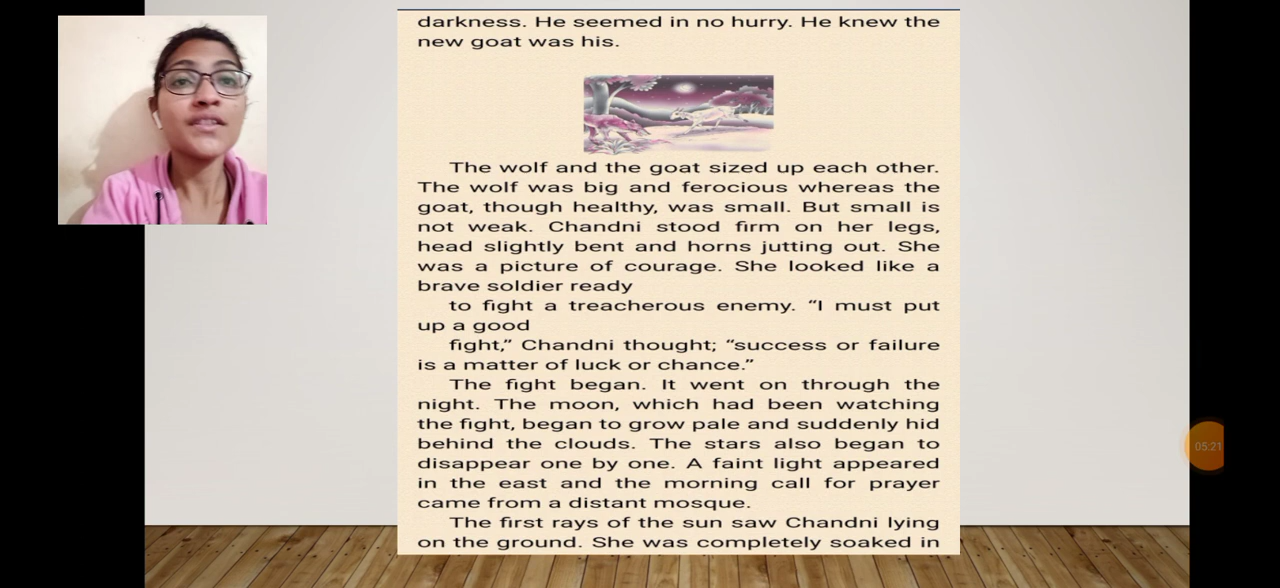 darkness. He seemed in no hurry. He knew the
new goat was his.
The wolf and the goat sized up each other.
The wolf was big and ferocious whereas the
goat, though healthy, was small. But small is
not weak. Chandni stood firm on her legs,
head slightly bent and horns jutting out. She
was a picture of courage. She looked like a
brave soldier ready
to fight a treacherous enemy. “I must put
up a good
fight,” Chandni thought; “success or failure
is a matter of luck or chance.”
The fight began. It went on through the
night. The moon, which had been watching
the fight, began to grow pale and suddenly hid
behind the clouds. The stars also began to
disappear one by one. A faint light appeared
in the east and the morning call for prayer
came from a distant mosque.
The first rays of the sun saw Chandni lying
on the ground. She was completely soaked in
05:21